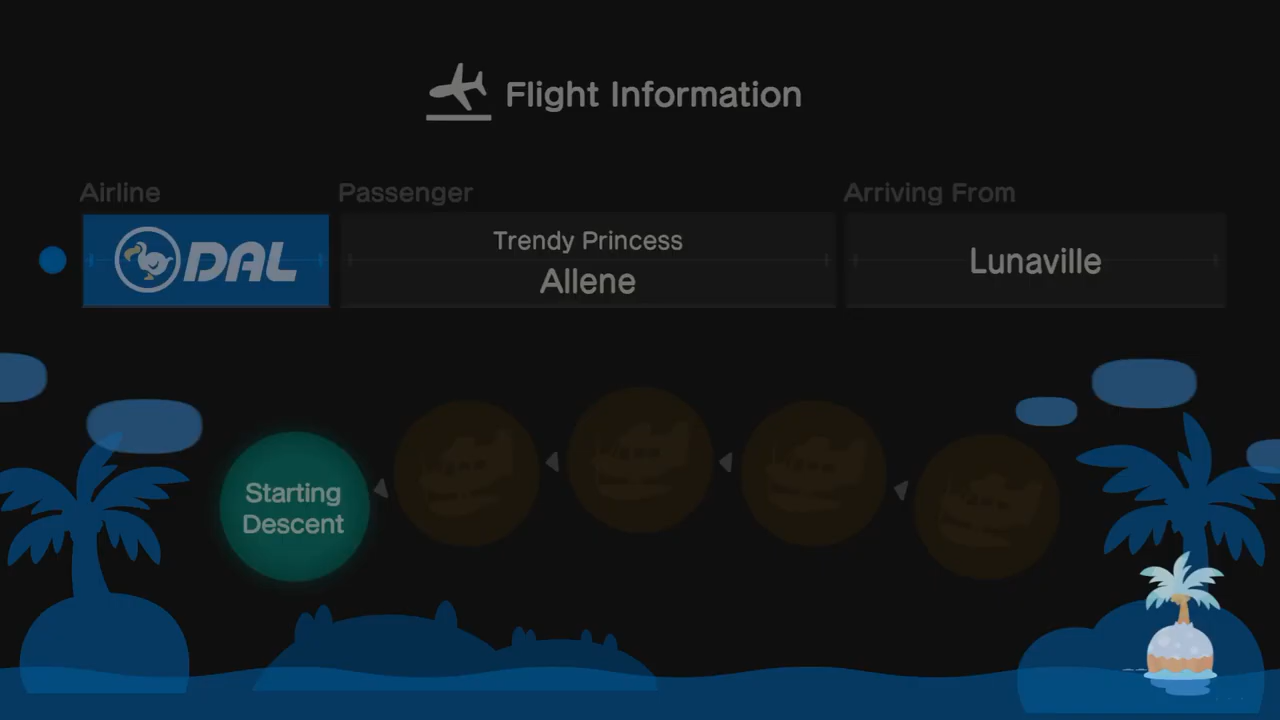 Flight Information
Airline
Passenger
Arriving From
DAL
Trendy Princess
Allene
Lunaville
Starting
Descent